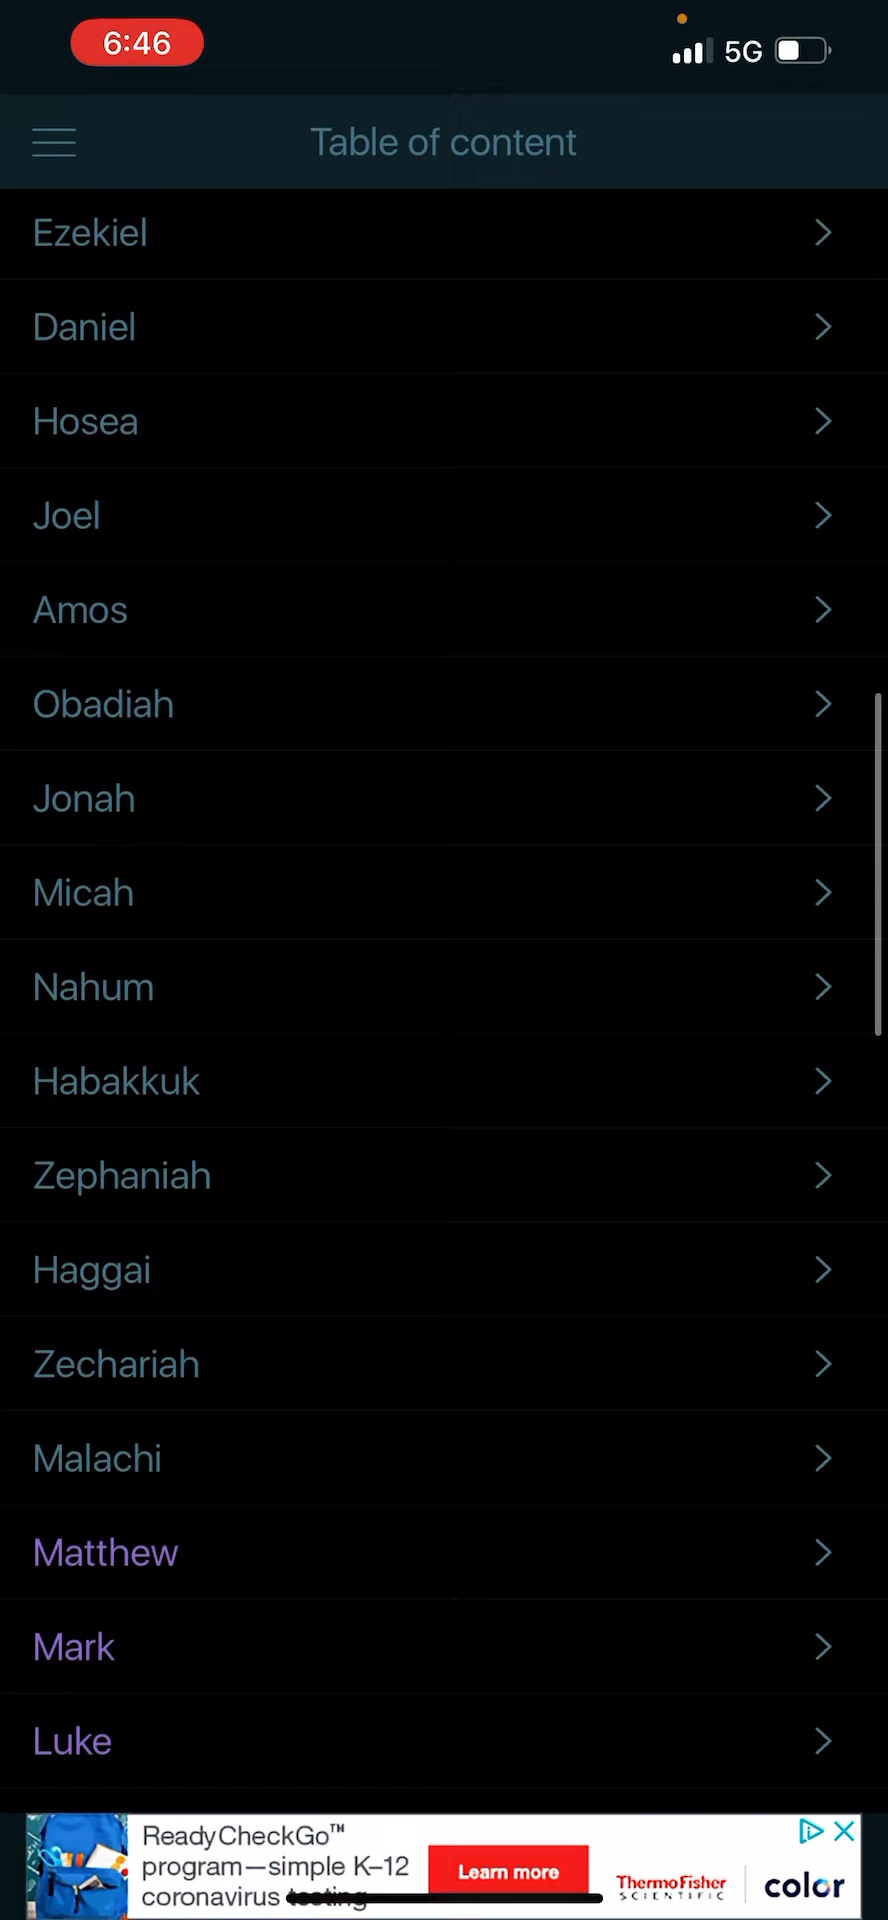 6:46
5G
Table of content
Ezekiel
Daniel
Hosea
Joel
Amos
Obadiah
Jonah
Micah
Nahum
Habakkuk
Zephaniah
Haggai
Zechariah
Malachi
Matthew
Mark
Luke
ReadyCheckGo™
program—simple K–12
coronavirus testing
Learn more
ThermoFisher
SCIENTIFIC
color